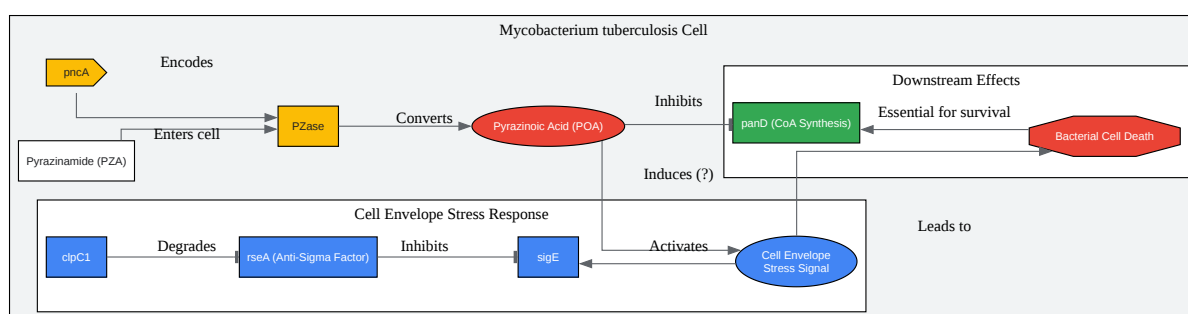 Mycobacterium tuberculosis Cell
pncA
Encodes
Downstream Effects
Inhibits
panD (CoA Synthesis)
Essential for survival
PZase
Converts
Pyrazinoic Acid (POA)
Enters cell
Bacterial Cell Death
Pyrazinamide (PZA)
Induces (?)
Cell Envelope Stress Response
Leads to
clpC1
Degrades
rseA (Anti-Sigma Factor)
Inhibits
sigE
Activates
Cell Envelope
Stress Signal